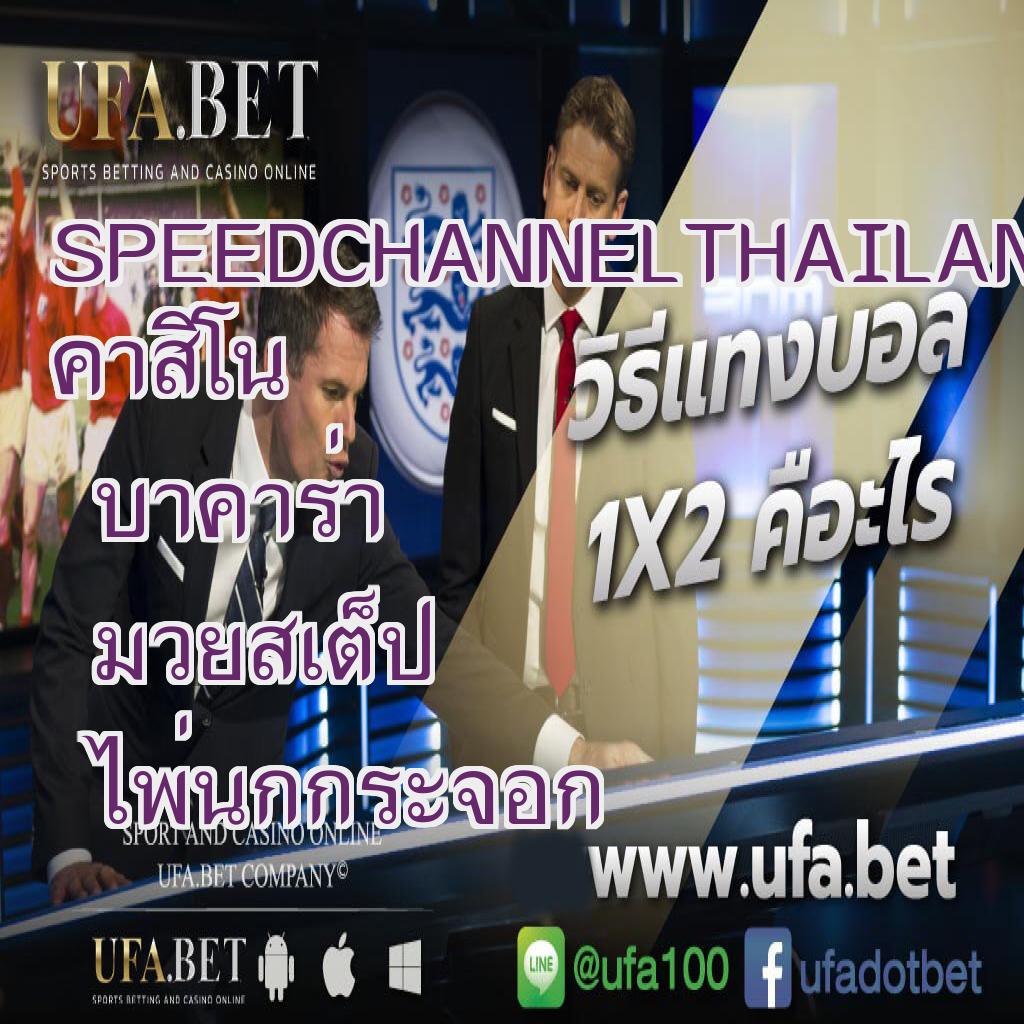 UFA.BET
SPORTS BETTING AND CASINO ONLINE
SPEEDCHANNELTHAILAN
คาสิโน
บาคาร่า
มวยสเต็ป
ไพ่นกกระจอก
วิธีแทงบอล
1X2 คืออะไร
SPORT AND CASINO ONLINE
UFA.BET COMPANY©
www.ufa.bet
UFA.BET
SPORTS BETTING AND CASINO ONLINE
LINE
@ufa100
f
ufadotbet